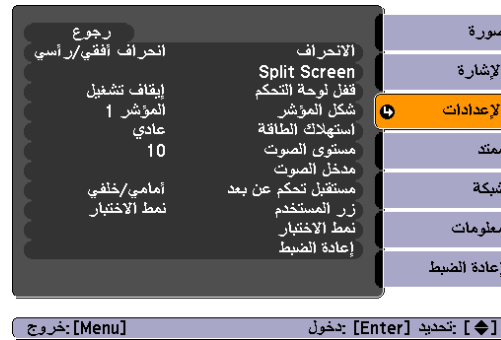 رجوع
الانحراف انحراف أفقي/رأسي
Split Screen
قفل لوحة التحكم إيقاف تشغيل
شكل المؤشر المؤشر 1
استهلاك الطاقة عادي
مستوى الصوت 10
مدخل الصوت
مستقبل تحكم عن بعد أمامي/خلفي
زر المستخدم نمط الاختبار
نمط الاختبار
إعادة الضبط
صورة
الإشارة
الإعدادات
ممتد
شبكة
معلومات
إعادة الضبط
[Menu]: خروج [Enter]: دخول [◆]: تحديد